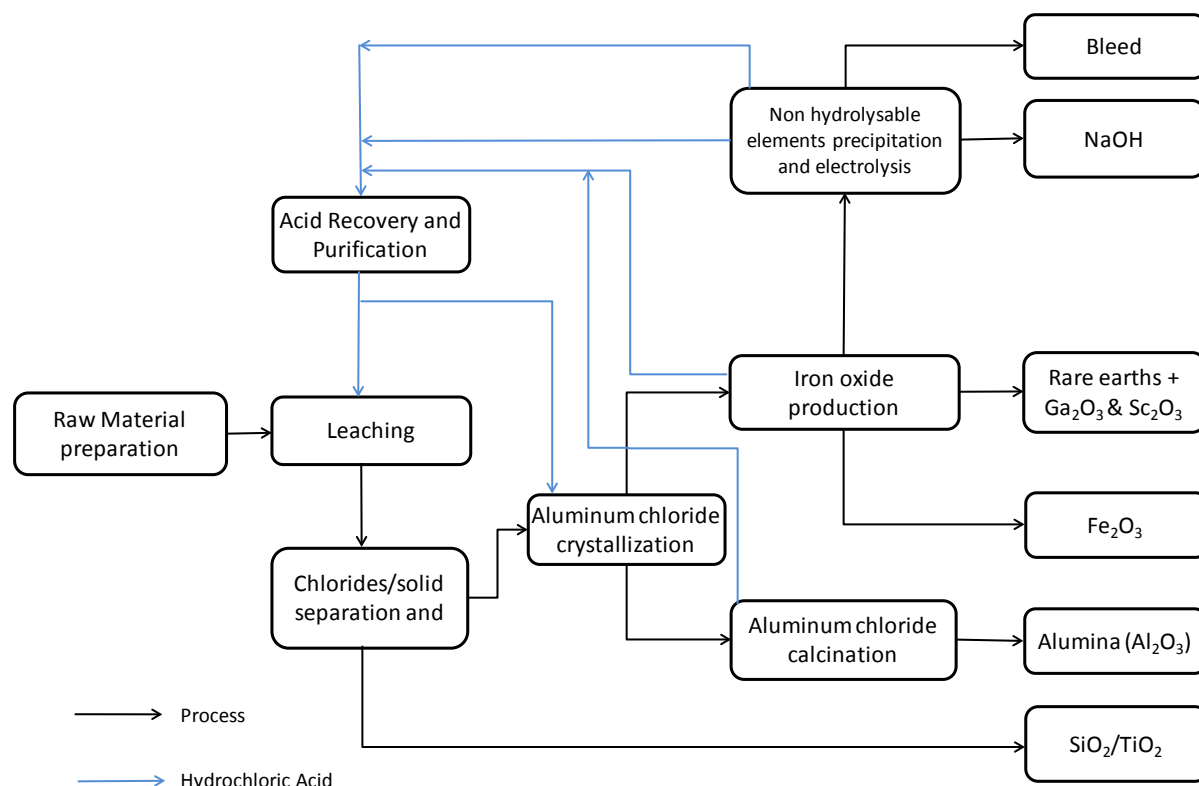 Bleed
Non hydrolysable
elements precipitation
and electrolysis
NaOH
Acid Recovery and
Purification
Iron oxide
production
Rare earths +
Ga₂O₃ & Sc₂O₃
Raw Material
preparation
Leaching
Aluminum chloride
crystallization
Fe₂O₃
Chlorides/solid
separation and
Aluminum chloride
calcination
Alumina (Al₂O₃)
Process
SiO₂/TiO₂
Hydrochloric Acid